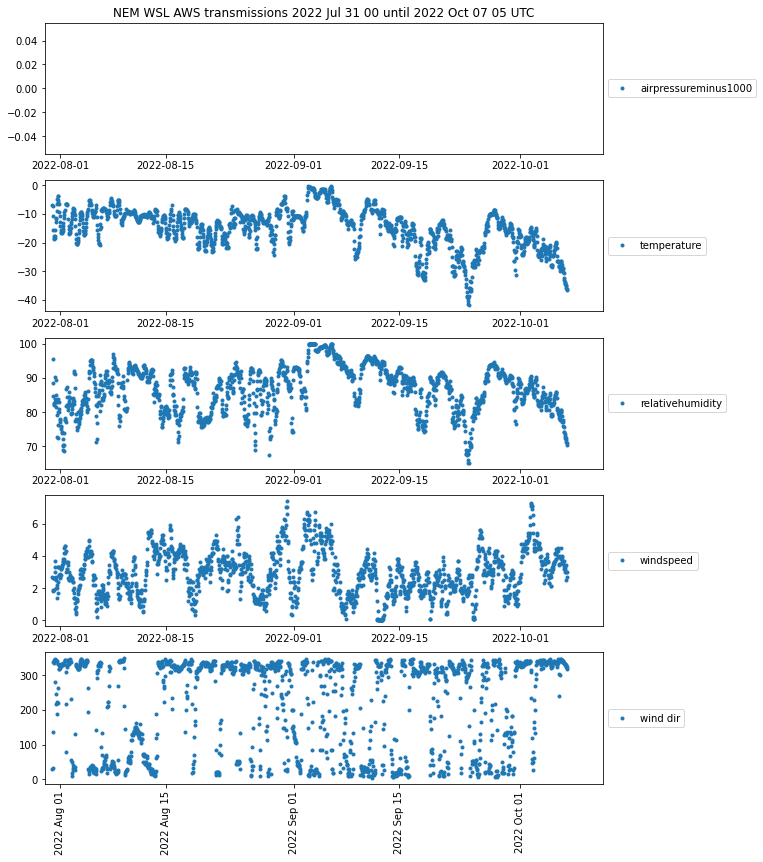 NEM WSL AWS transmissions 2022 Jul 31 00 until 2022 Oct 07 05 UTC
0.04
0.02
0.00
−0.02
−0.04
airpressureminus1000
2022-08-01 2022-08-15 2022-09-01 2022-09-15 2022-10-01
0
−10
−20
−30
−40
temperature
2022-08-01 2022-08-15 2022-09-01 2022-09-15 2022-10-01
100
90
80
70
relativehumidity
2022-08-01 2022-08-15 2022-09-01 2022-09-15 2022-10-01
6
4
2
0
windspeed
2022-08-01 2022-08-15 2022-09-01 2022-09-15 2022-10-01
300
200
100
0
wind dir
2022 Aug 01
2022 Aug 15
2022 Sep 01
2022 Sep 15
2022 Oct 01